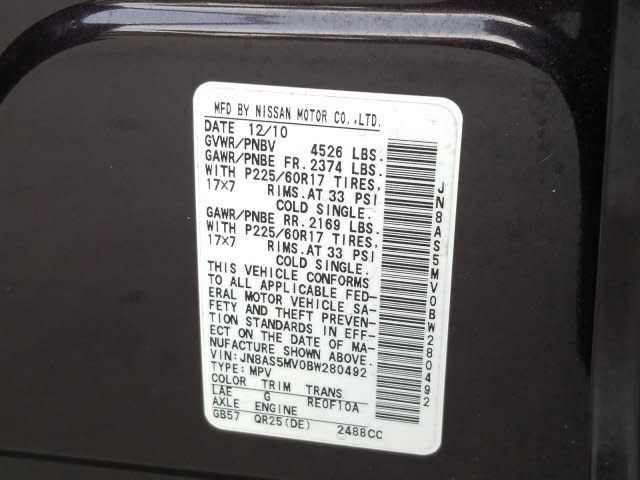 MFD BY NISSAN MOTOR CO.,LTD.
DATE 12/10
GVWR/PNBV 4526 LBS.
GAWR/PNBE FR. 2374 LBS.
WITH P225/60R17 TIRES,
17×7 RIMS.AT 33 PSI
COLD SINGLE.
GAWR/PNBE RR. 2169 LBS.
WITH P225/60R17 TIRES,
17×7 RIMS.AT 33 PSI
COLD SINGLE.
THIS VEHICLE CONFORMS
TO ALL APPLICABLE FED-
ERAL MOTOR VEHICLE SA-
FETY AND THEFT PREVEN-
TION STANDARDS IN EFF-
ECT ON THE DATE OF MA-
NUFACTURE SHOWN ABOVE.
VIN: JN8AS5MV0BW280492
TYPE: MPV
COLOR TRIM TRANS
LAE G RE0F10A
AXLE ENGINE
GB57 QR25(DE) 2488CC
JN8AS5MV0BW280492